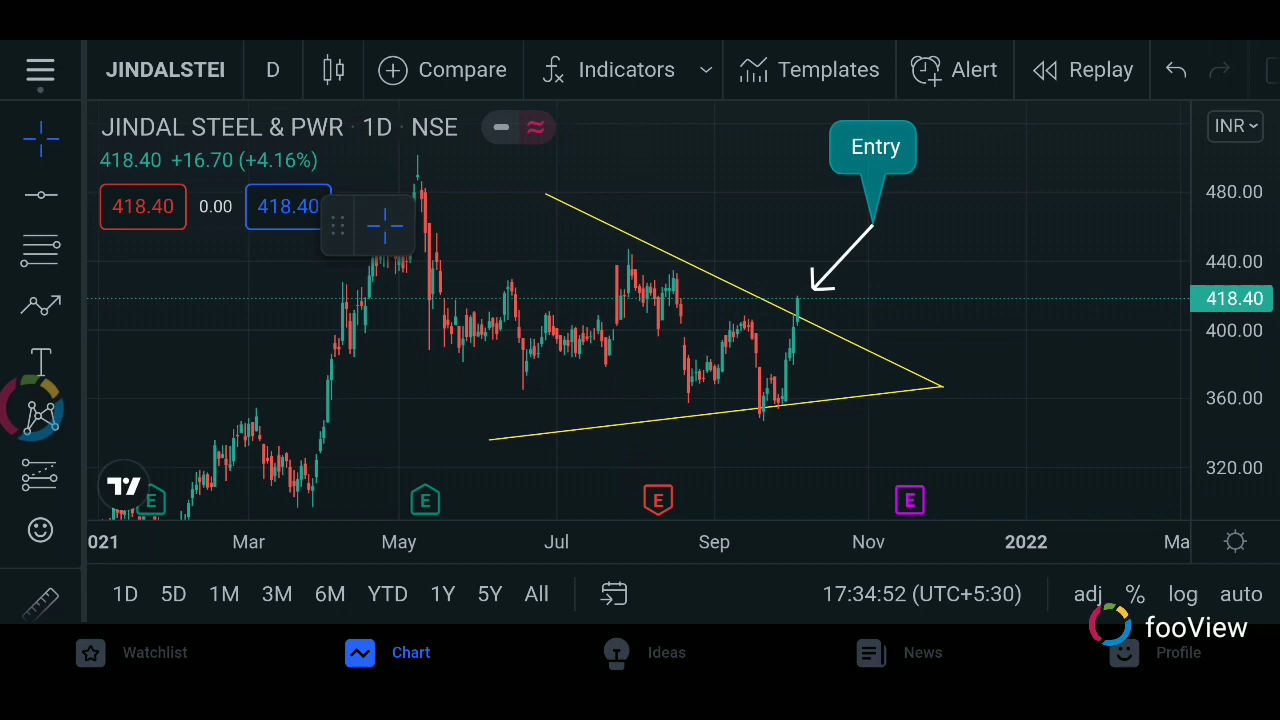 JINDALSTEI D Compare Indicators Templates Alert Replay
JINDAL STEEL & PWR · 1D · NSE
INR
Entry
418.40 +16.70 (+4.16%)
418.40 0.00 418.40
480.00
440.00
418.40
400.00
360.00
320.00
E E E E
021 Mar May Jul Sep Nov 2022 Ma
1D 5D 1M 3M 6M YTD 1Y 5Y All 17:34:52 (UTC+5:30) adj % log auto
fooView
Watchlist Chart Ideas News Profile